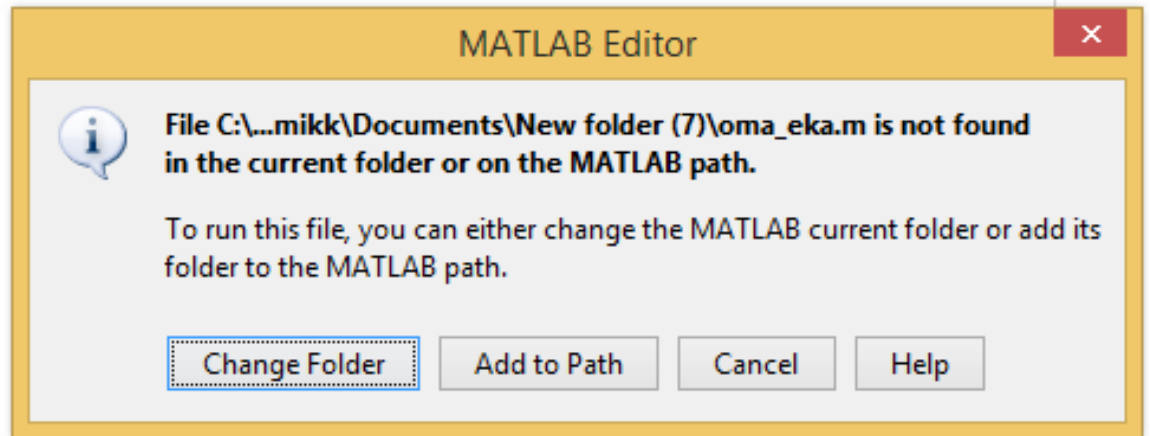 MATLAB Editor
File C:\...mikk\Documents\New folder (7)\oma_eka.m is not found
in the current folder or on the MATLAB path.
To run this file, you can either change the MATLAB current folder or add its
folder to the MATLAB path.
Change Folder
Add to Path
Cancel
Help